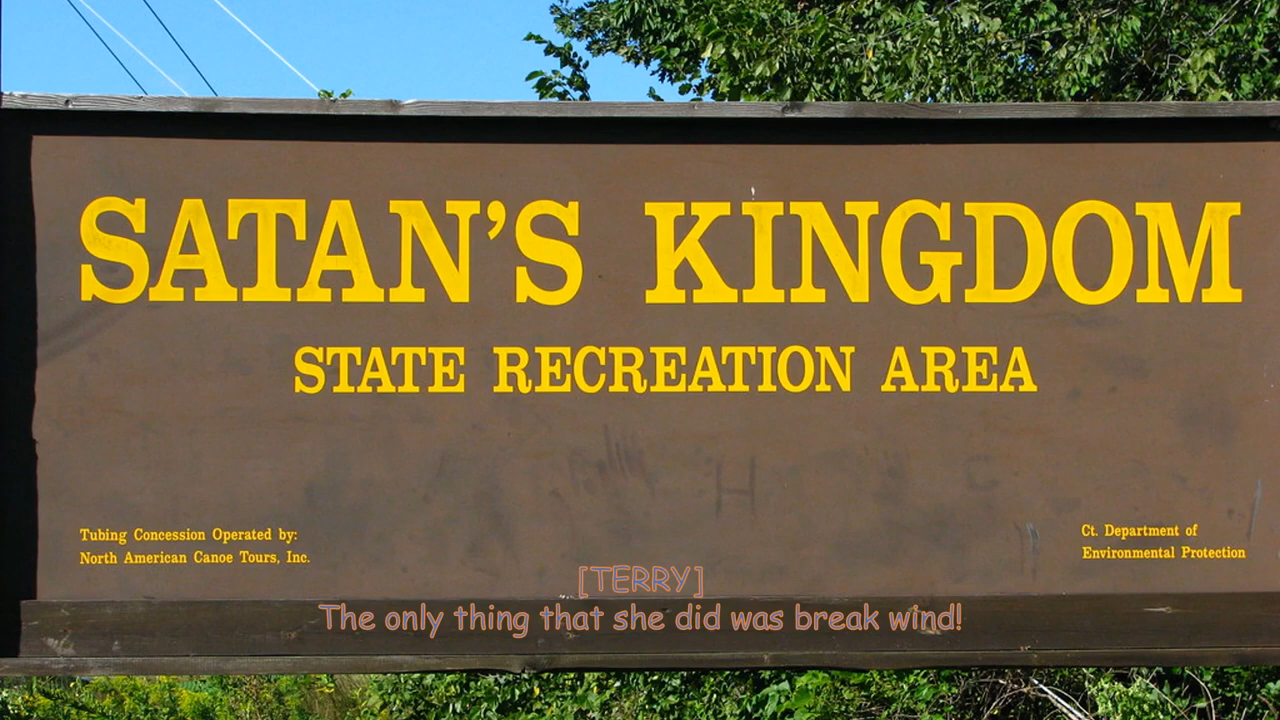 SATAN'S KINGDOM
STATE RECREATION AREA
Tubing Concession Operated by:
North American Canoe Tours, Inc.
Ct. Department of
Environmental Protection
[TERRY]
The only thing that she did was break wind!